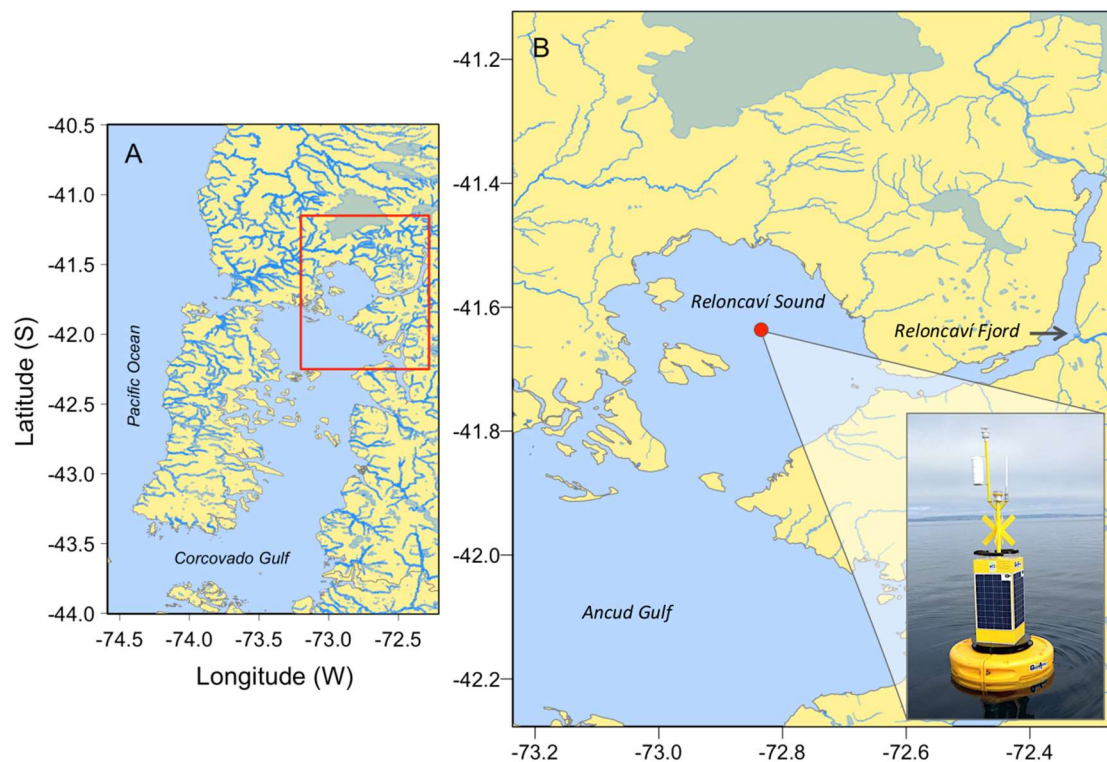 A
-40.5
-41.0
-41.5
-42.0
-42.5
-43.0
-43.5
-44.0
Latitude (S)
Pacific Ocean
Corcovado Gulf
-74.5 -74.0 -73.5 -73.0 -72.5
Longitude (W)
B
-41.2
-41.4
-41.6
-41.8
-42.0
-42.2
Reloncaví Sound
Reloncaví Fjord
Ancud Gulf
-73.2 -73.0 -72.8 -72.6 -72.4